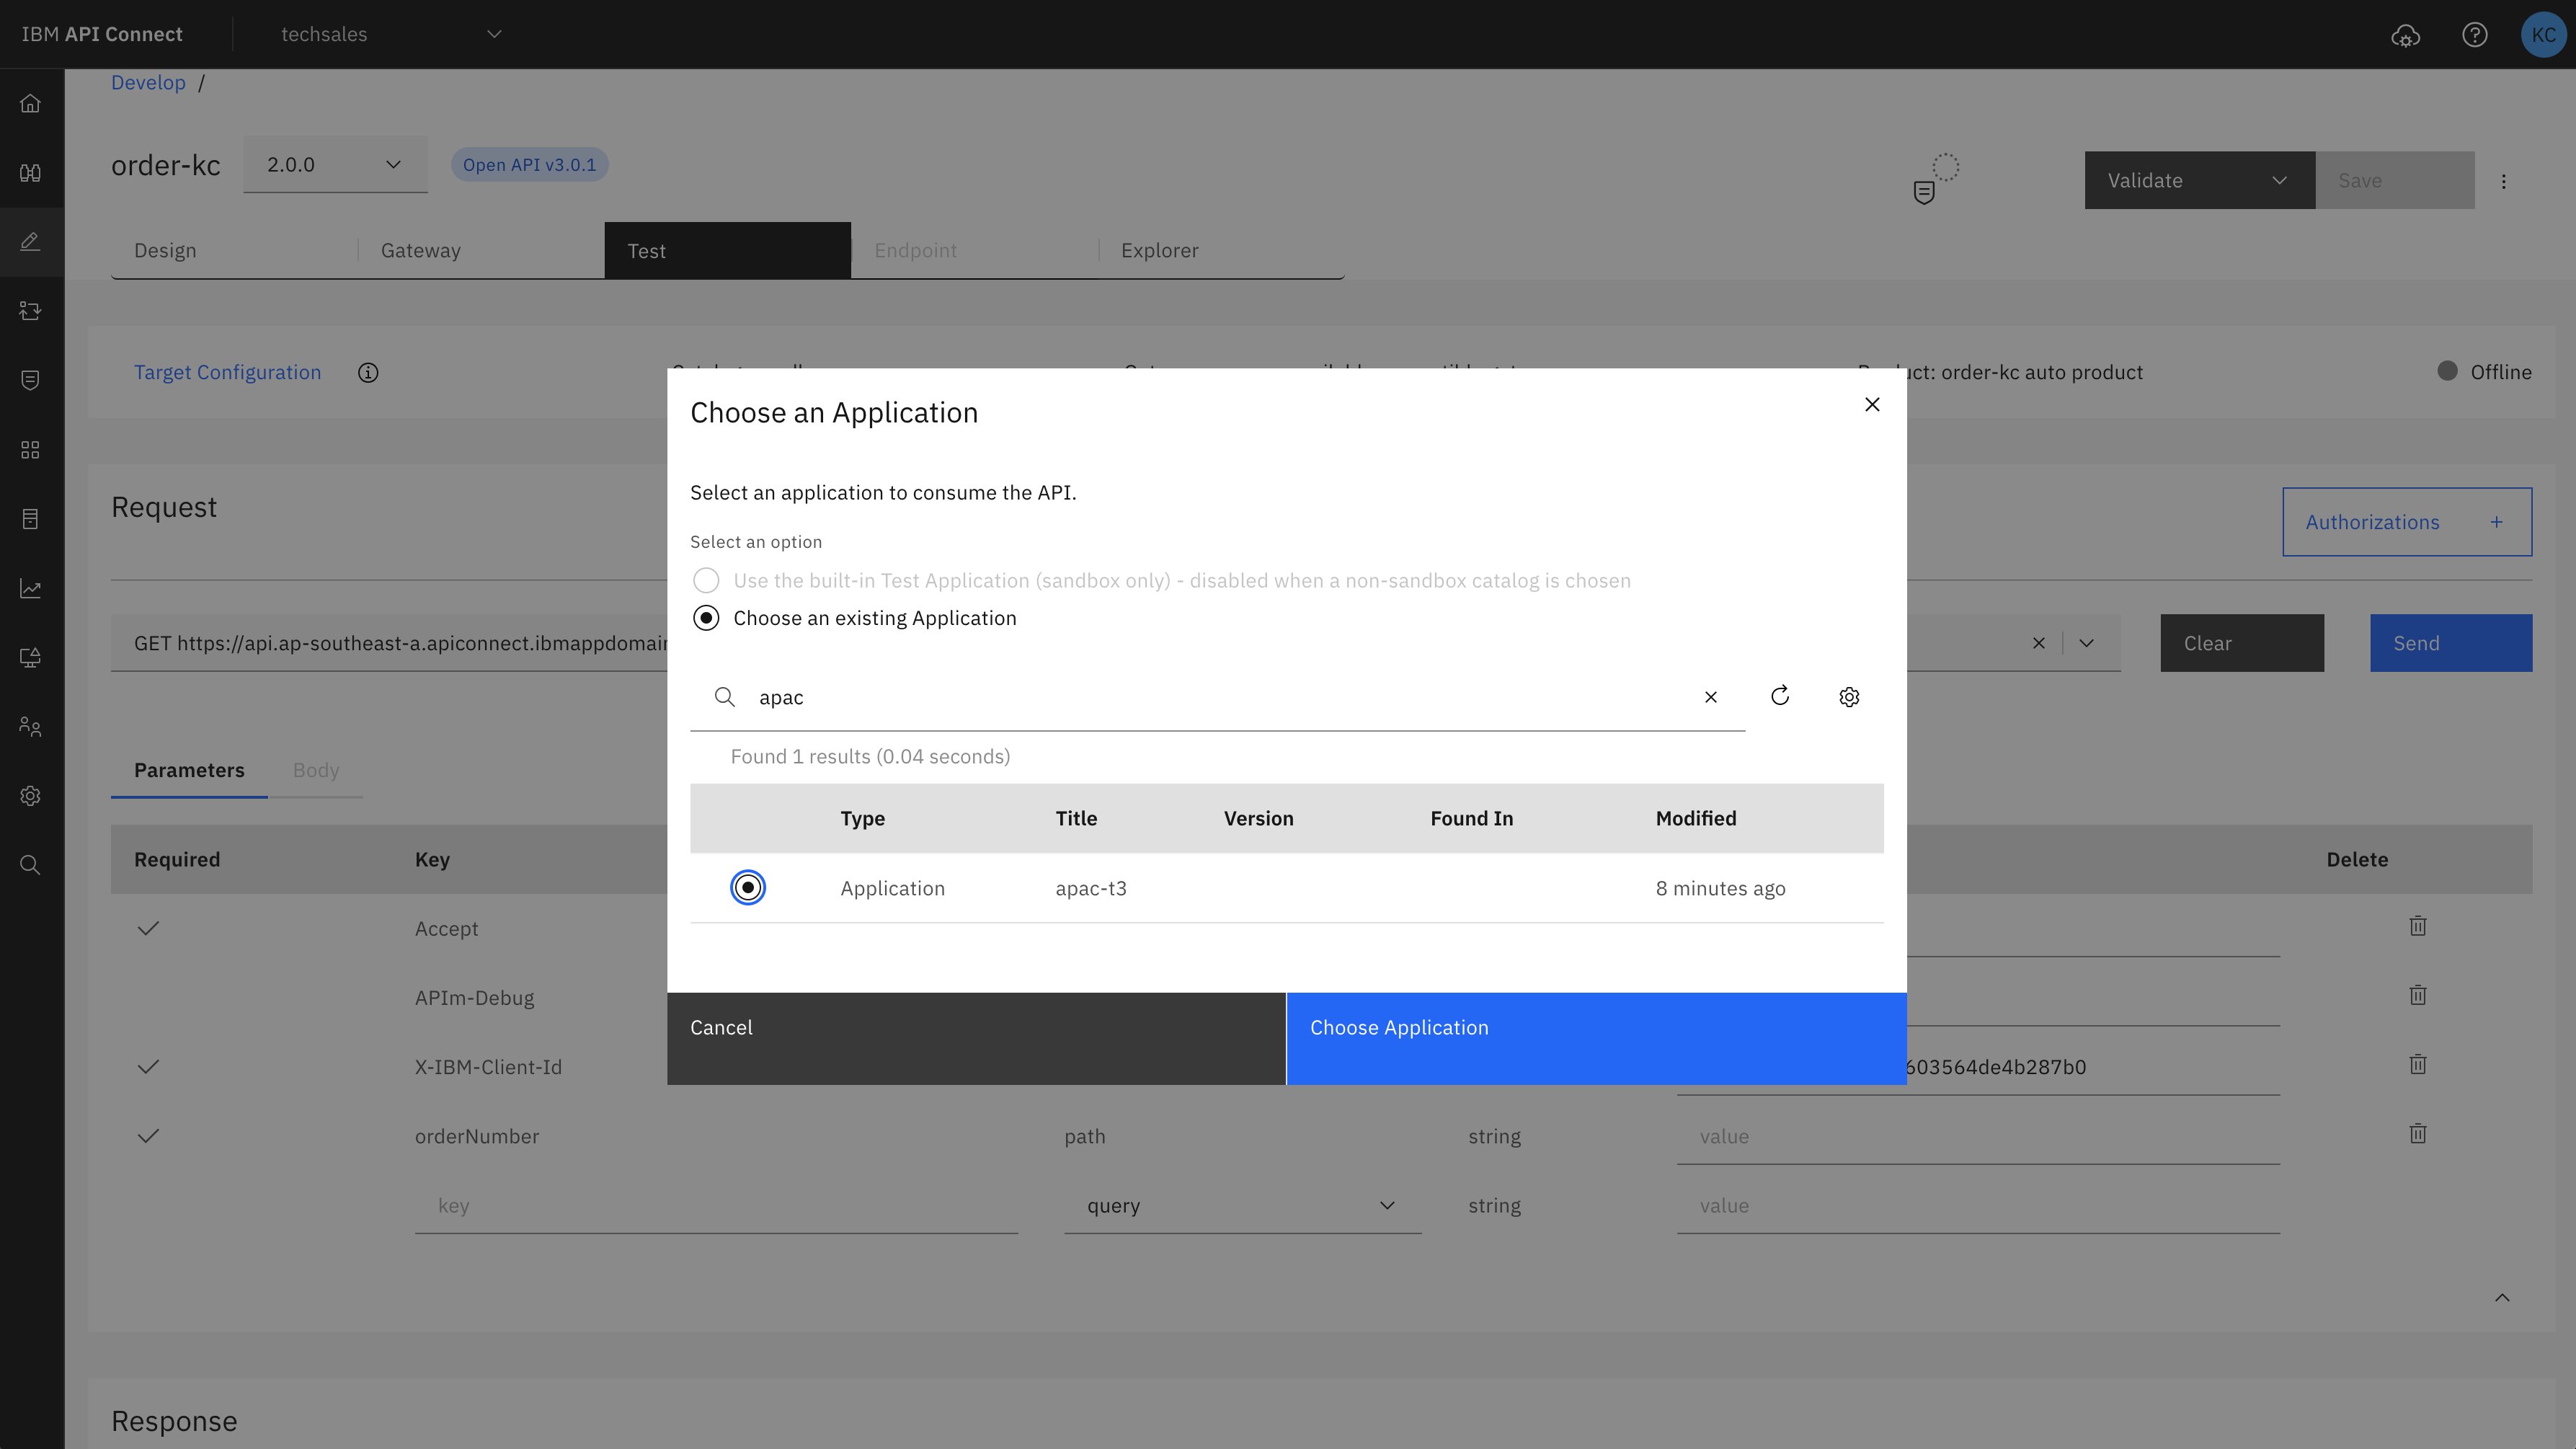 IBM API Connect
techsales
KC
Develop /
order-kc
2.0.0
Open API v3.0.1
Validate
Save
Design
Gateway
Test
Endpoint
Explorer
Target Configuration
order-kc auto product
Offline
Choose an Application
Select an application to consume the API.
Select an option
Use the built-in Test Application (sandbox only) - disabled when a non-sandbox catalog is chosen
Choose an existing Application
apac
Found 1 results (0.04 seconds)
Type Title Version Found In Modified
Application apac-t3 8 minutes ago
Cancel
Choose Application
Request
Authorizations +
GET https://api.ap-southeast-a.apiconnect.ibmappdomain
Clear
Send
Parameters
Body
Required Key Delete
Accept
APIm-Debug
X-IBM-Client-Id 603564de4b287b0
orderNumber path string value
key query string value
Response